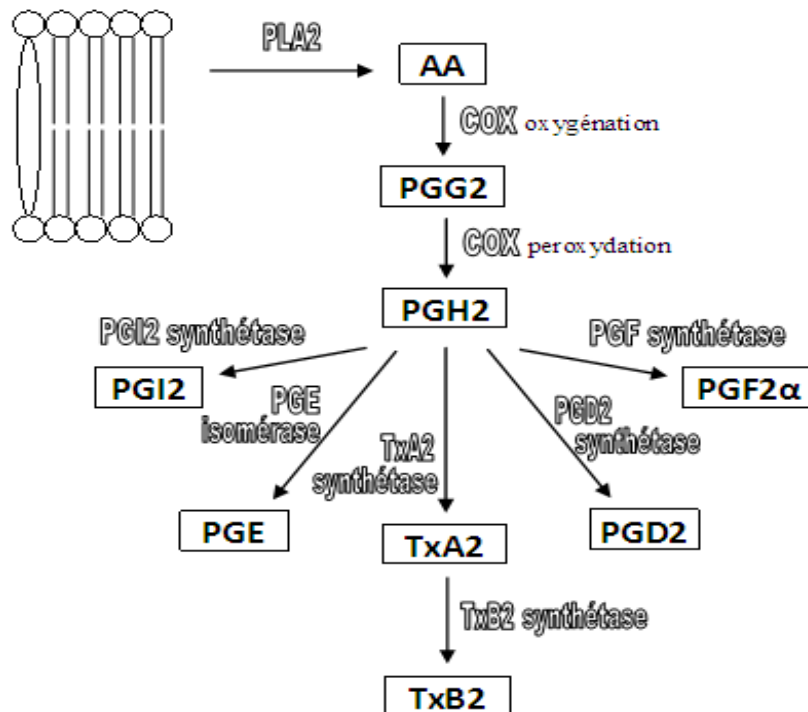 PLA2
AA
COX oxygénation
PGG2
COX peroxydation
PGH2
PGI2 synthétase
PGF synthétase
PGI2
PGF2α
PGE
isomérase
PGD2
synthétase
TxA2
synthétase
PGE
TxA2
PGD2
TxB2 synthétase
TxB2